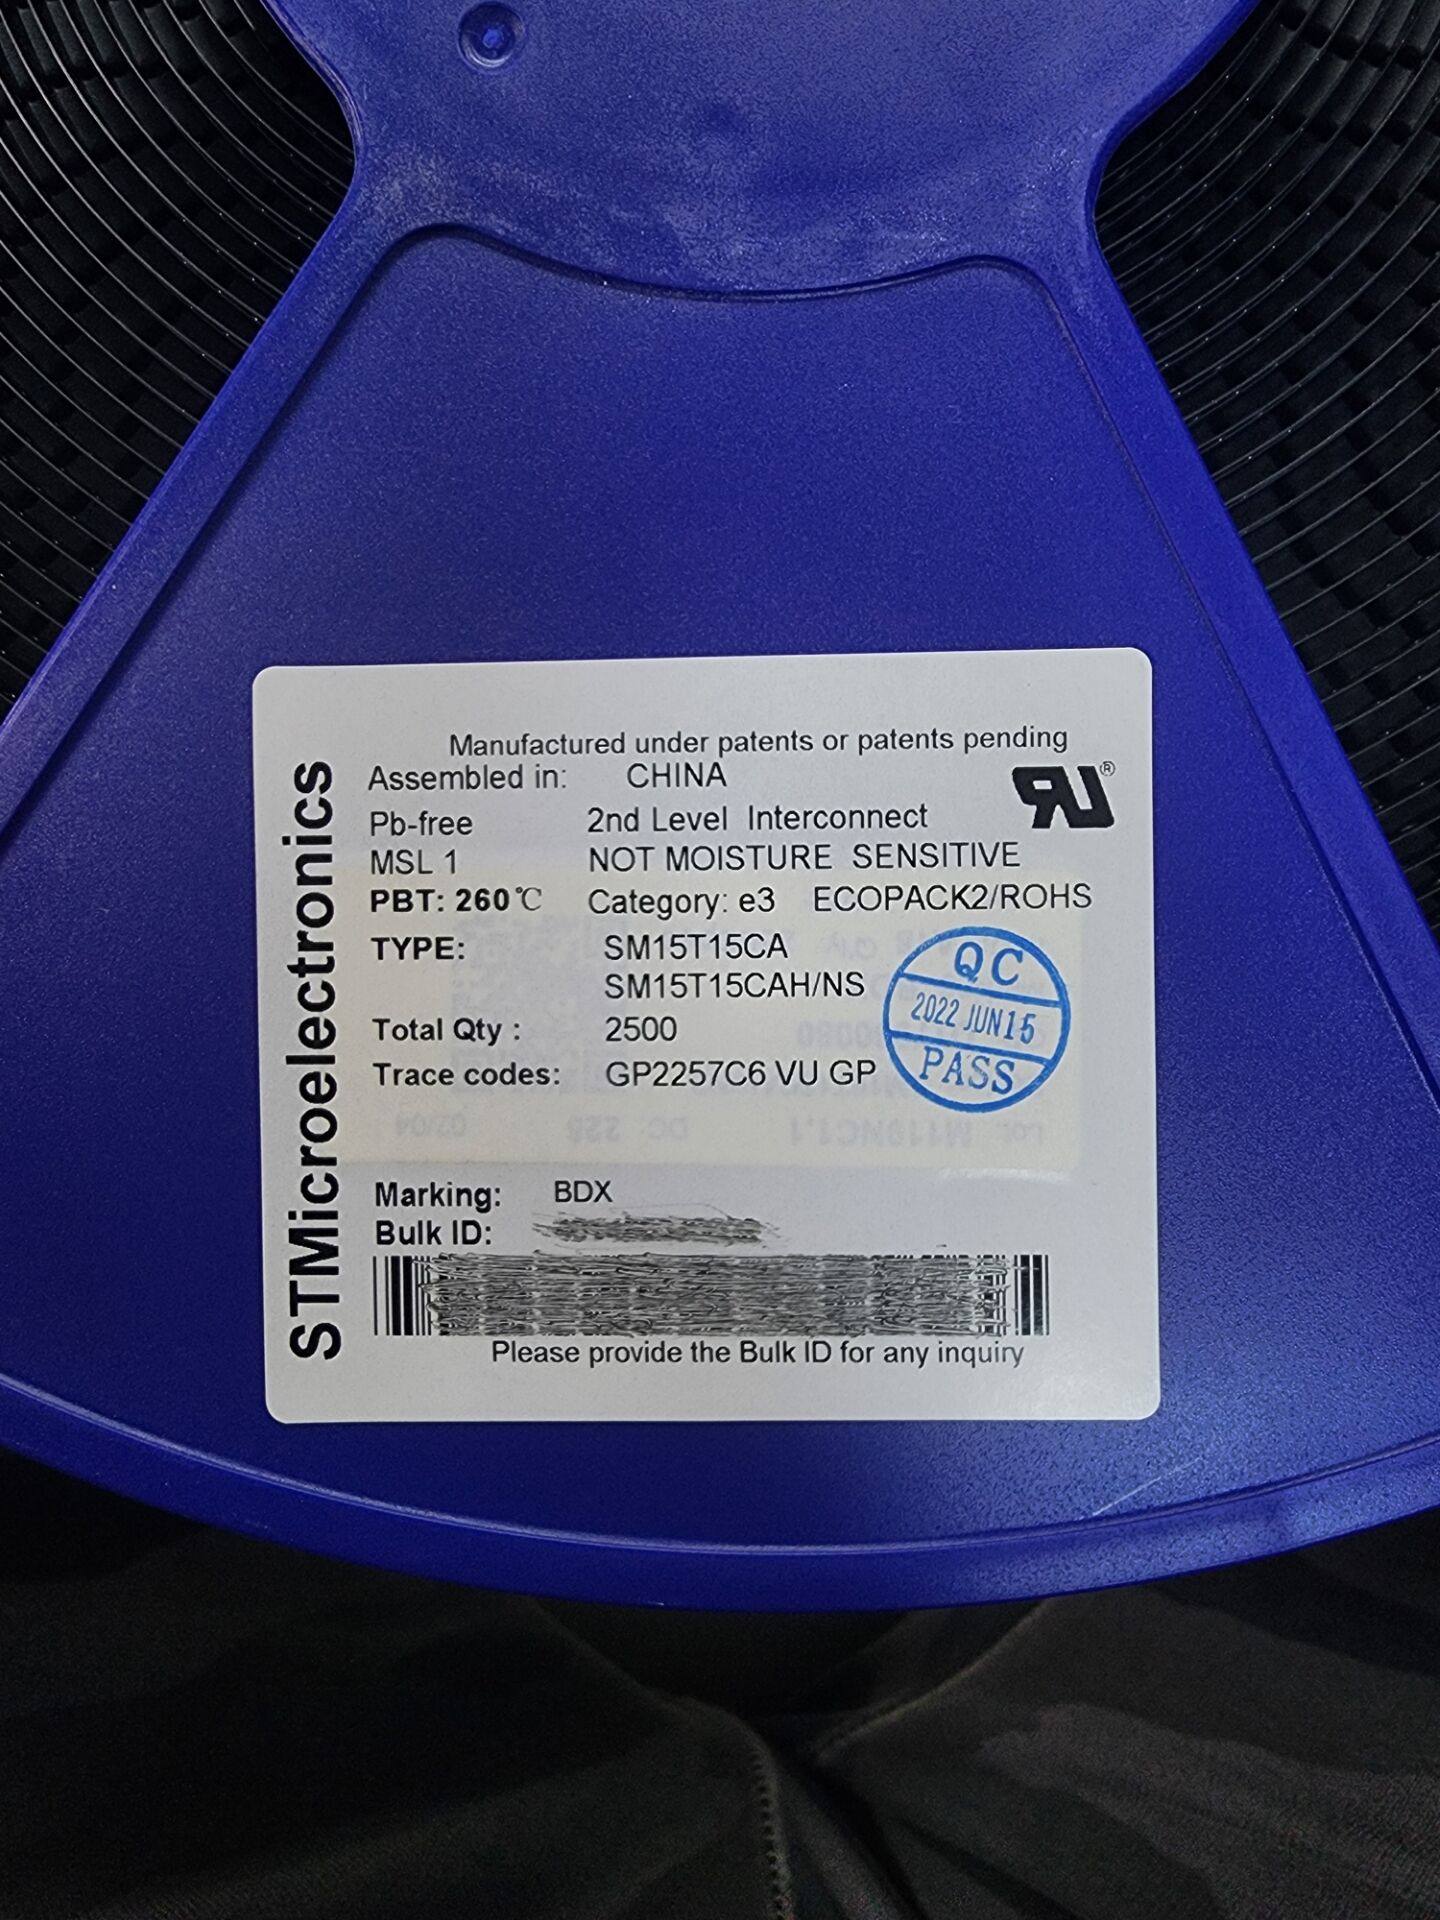 STMicroelectronics
Manufactured under patents or patents pending
Assembled in: CHINA
Pb-free 2nd Level Interconnect
MSL 1 NOT MOISTURE SENSITIVE
PBT: 260℃ Category: e3 ECOPACK2/ROHS
TYPE: SM15T15CA
SM15T15CAH/NS
Total Qty : 2500
Trace codes: GP2257C6 VU GP
QC
2022 JUN 15
PASS
Marking: BDX
Bulk ID:
Please provide the Bulk ID for any inquiry